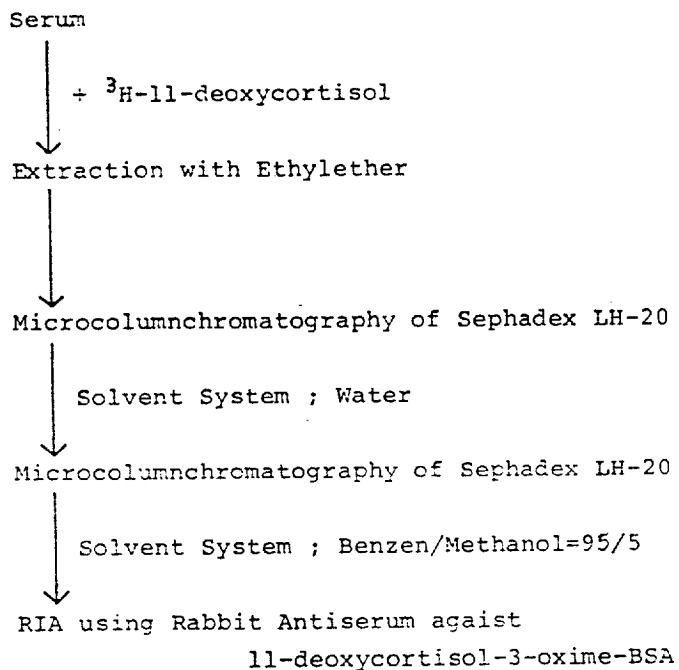 Serum
+ ³H-11-deoxycortisol
Extraction with Ethylether
Microcolumnchromatography of Sephadex LH-20
Solvent System ; Water
Microcolumnchromatography of Sephadex LH-20
Solvent System ; Benzen/Methanol=95/5
RIA using Rabbit Antiserum agaist
11-deoxycortisol-3-oxime-BSA